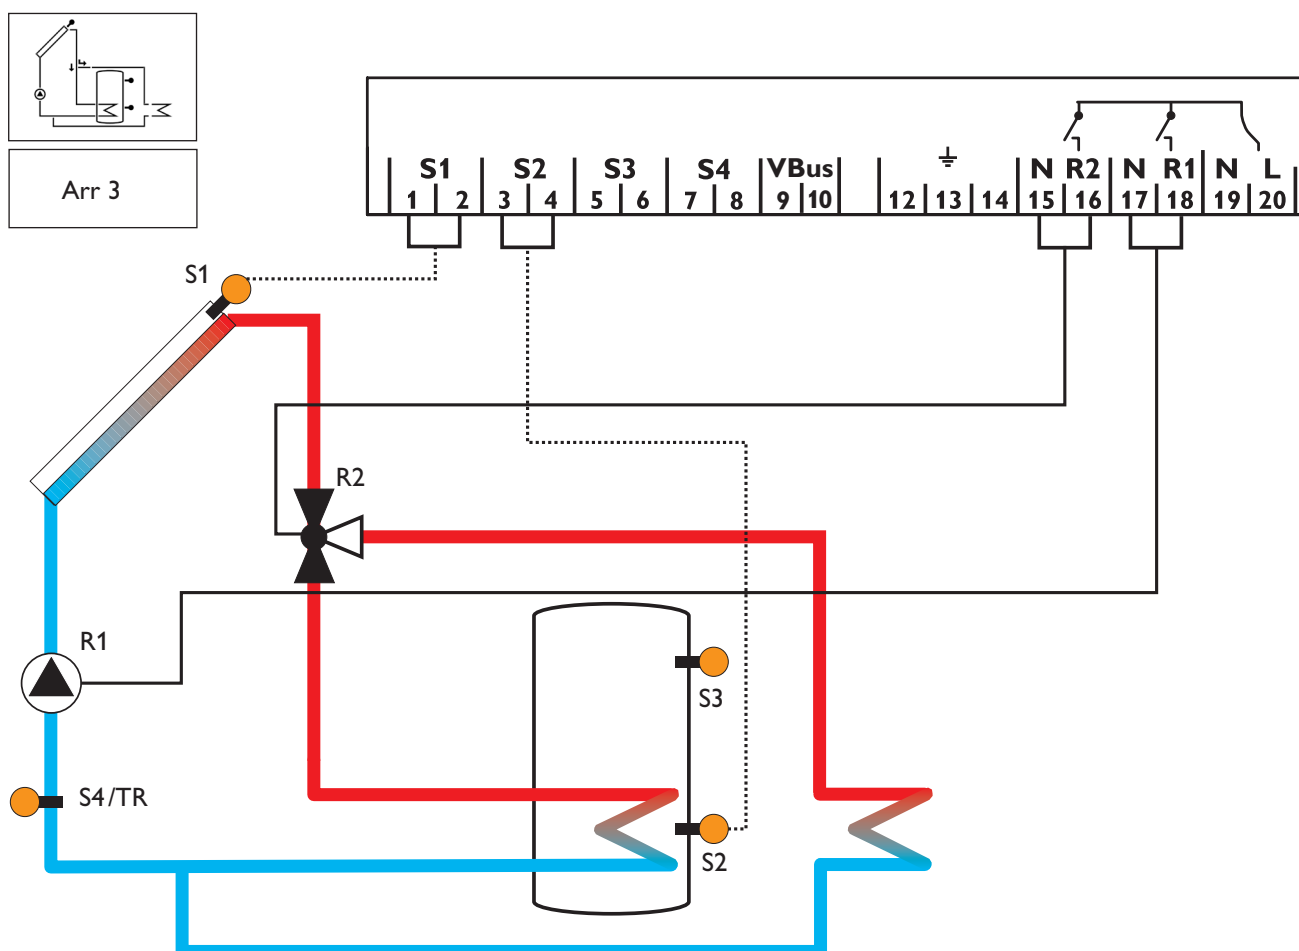 Arr 3
S1 S2 S3 S4 VBus ⏚ N R2 N R1 N L
1 2 3 4 5 6 7 8 9 10 12 13 14 15 16 17 18 19 20
S1
R2
R1
S3
S4/TR
S2